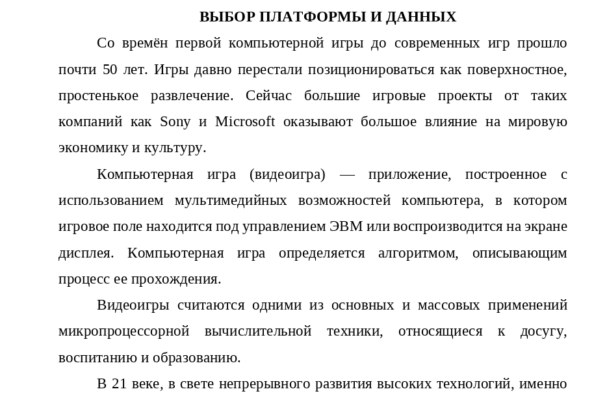 ВЫБОР ПЛАТФОРМЫ И ДАННЫХ
Со времён первой компьютерной игры до современных игр прошло
почти 50 лет. Игры давно перестали позиционироваться как поверхностное,
простенькое развлечение. Сейчас большие игровые проекты от таких
компаний как Sony и Microsoft оказывают большое влияние на мировую
экономику и культуру.
Компьютерная игра (видеоигра) — приложение, построенное с
использованием мультимедийных возможностей компьютера, в котором
игровое поле находится под управлением ЭВМ или воспроизводится на экране
дисплея. Компьютерная игра определяется алгоритмом, описывающим
процесс ее прохождения.
Видеоигры считаются одними из основных и массовых применений
микропроцессорной вычислительной техники, относящиеся к досугу,
воспитанию и образованию.
В 21 веке, в свете непрерывного развития высоких технологий, именно